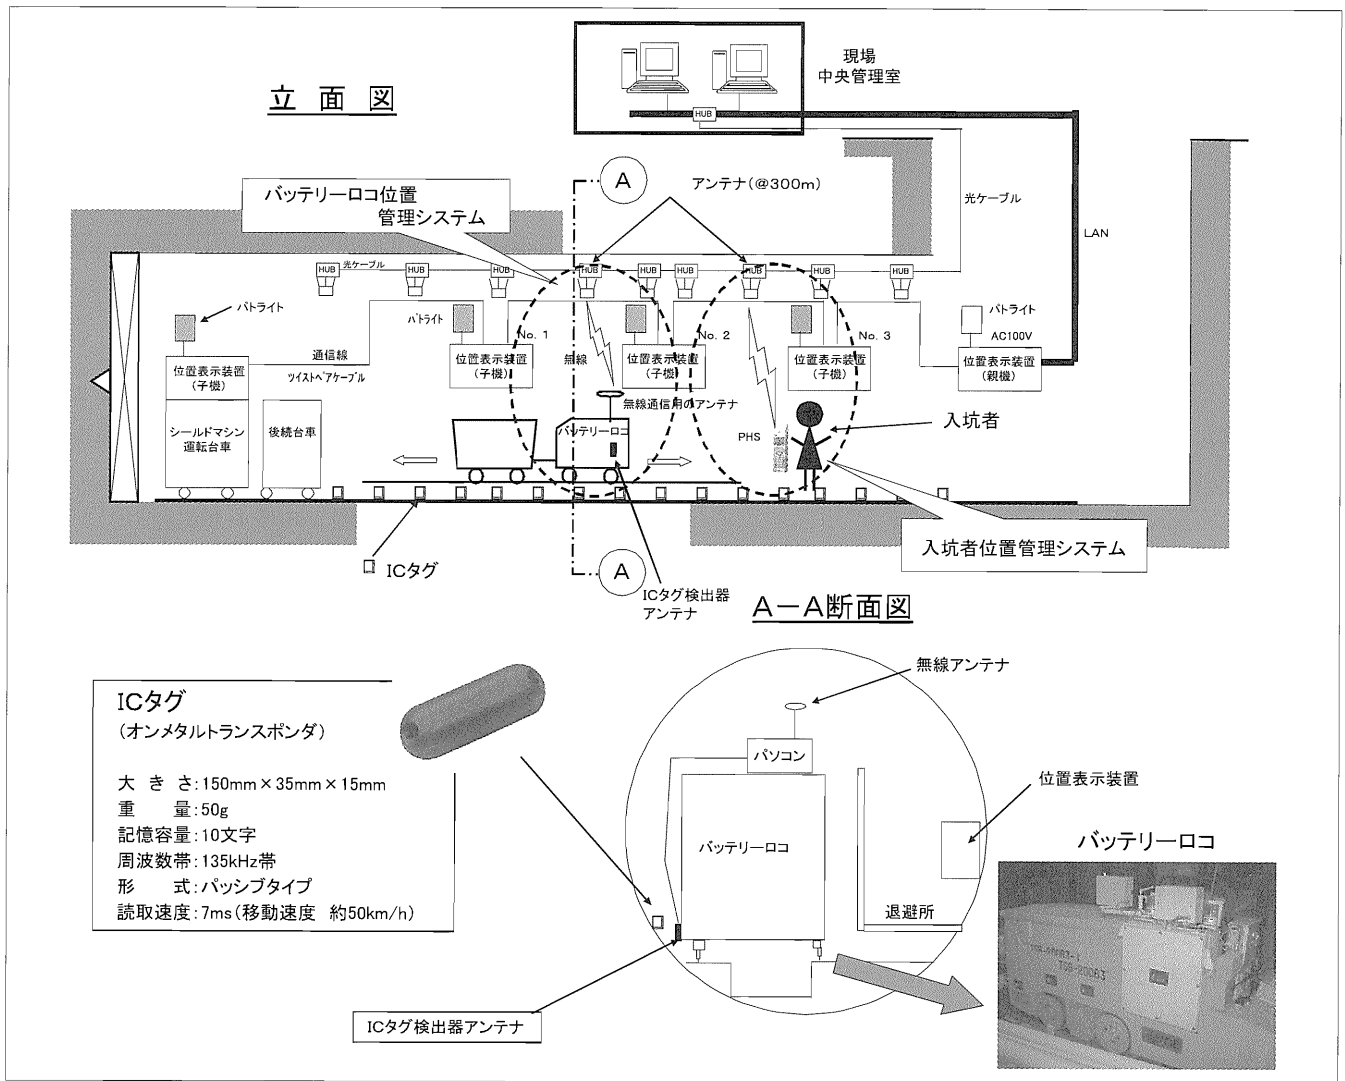 立 面 図
現場
中央管理室
HUB
A
バッテリーロコ位置
管理システム
アンテナ(@300m)
光ケーブル
LAN
HUB
光ケーブル
HUB
HUB
HUB
HUB
HUB
HUB
HUB
HUB
パトライト
パトライト
パトライト
No. 1
No. 2
No. 3
AC100V
通信線
ツイストペアケーブル
無線
位置表示装置
(子機)
位置表示装置
(子機)
位置表示装置
(子機)
位置表示装置
(子機)
位置表示装置
(親機)
無線通信用のアンテナ
シールドマシン
運転台車
後続台車
バッテリーロコ
PHS
入坑者
入坑者位置管理システム
ICタグ
A
ICタグ検出器
アンテナ
A-A断面図
ICタグ
(オンメタルトランスポンダ)
大 き さ:150mm×35mm×15mm
重 量:50g
記憶容量:10文字
周波数帯:135kHz帯
形 式:パッシブタイプ
読取速度:7ms(移動速度 約50km/h)
無線アンテナ
パソコン
位置表示装置
バッテリーロコ
退避所
バッテリーロコ
ICタグ検出器アンテナ